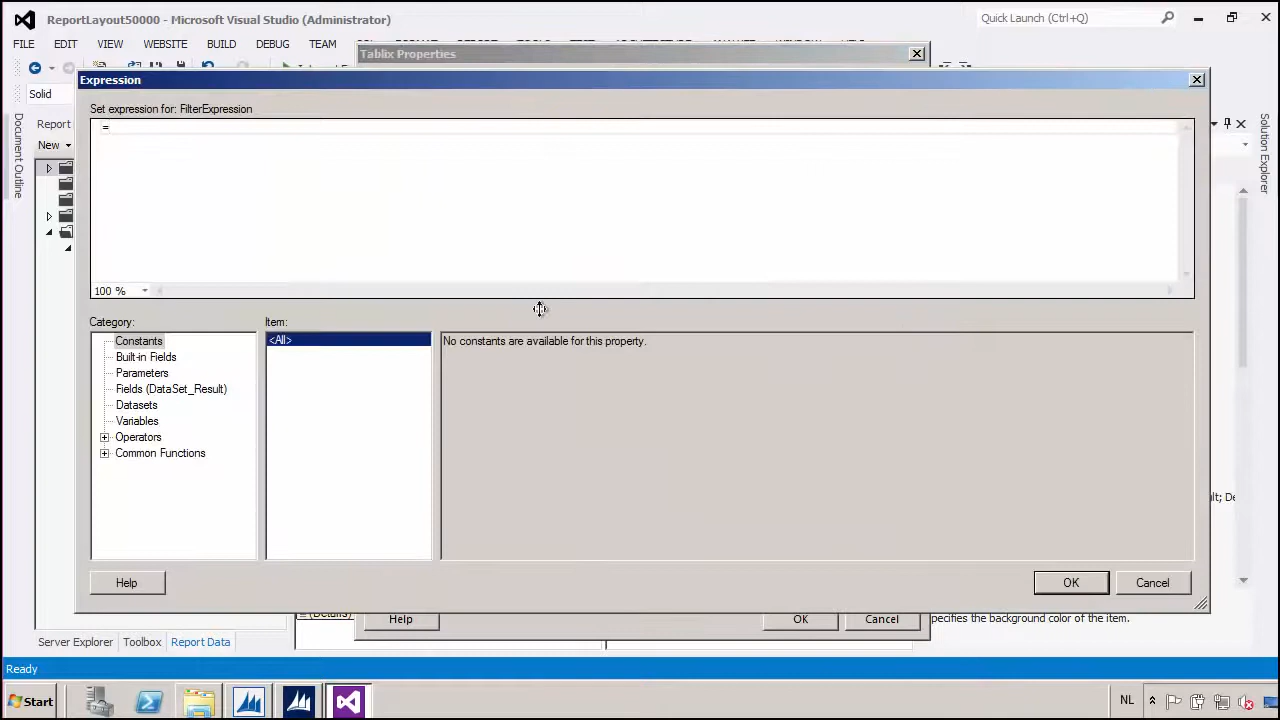 ReportLayout50000 - Microsoft Visual Studio (Administrator)
Quick Launch (Ctrl+Q)
FILE EDIT VIEW WEBSITE BUILD DEBUG TEAM
Tablix Properties
Expression
Solid
Set expression for: FilterExpression
=
Document Outline
Report
New
Solution Explorer
100 %
Category:
Item:
Constants
<All>
No constants are available for this property.
Built-in Fields
Parameters
Fields (DataSet_Result)
Datasets
Variables
Operators
Common Functions
ult; De
Help
OK
Cancel
(Details)
Help
OK
Cancel
pecifies the background color of the item.
Server Explorer
Toolbox
Report Data
Ready
Start
NL